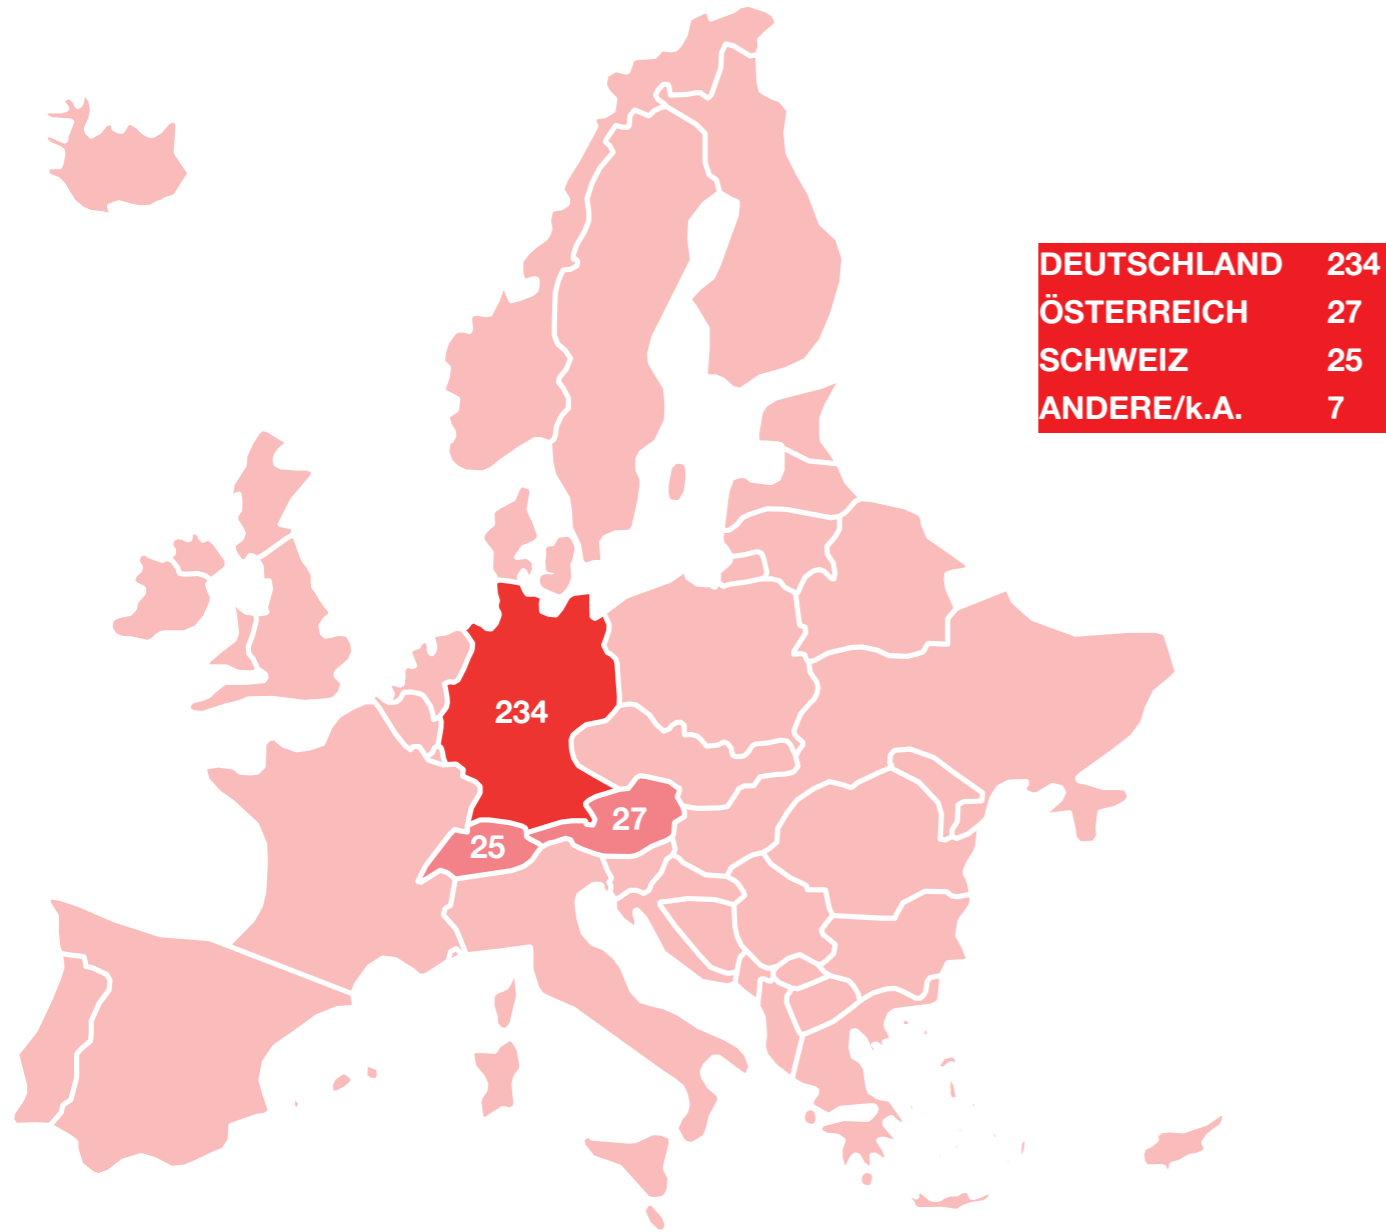 DEUTSCHLAND 234
ÖSTERREICH 27
SCHWEIZ 25
ANDERE/k.A. 7
234
27
25